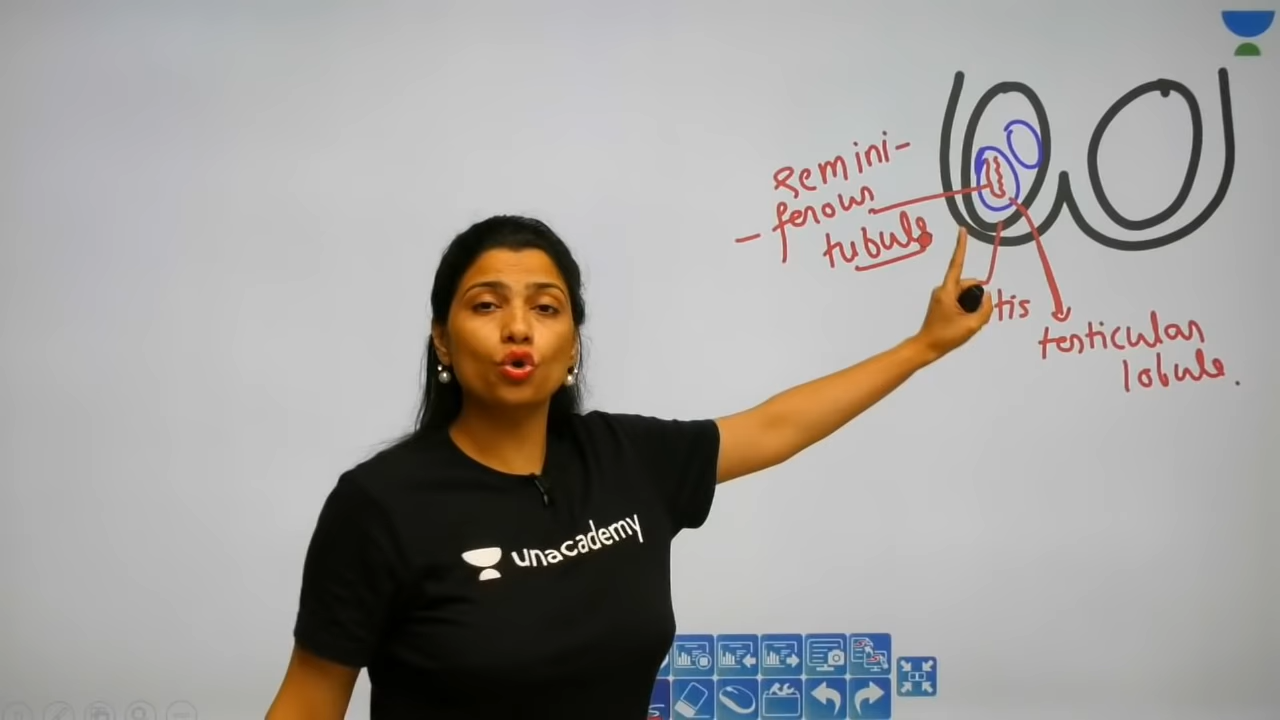 Semini-
-ferous
tubule
tis
testicular
lobule.
unacademy